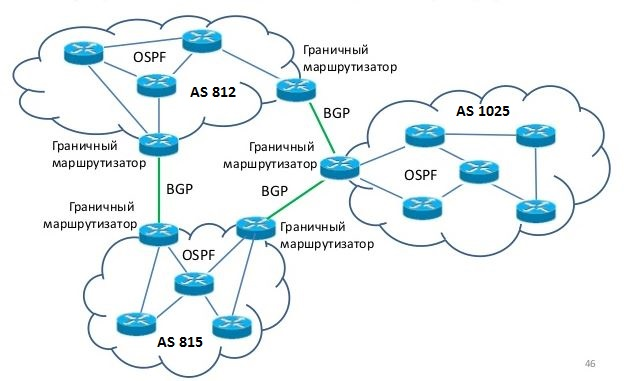 OSPF
AS 812
Граничный
маршрутизатор
Граничный
маршрутизатор
BGP
AS 1025
Граничный
маршрутизатор
OSPF
BGP
BGP
Граничный
маршрутизатор
Граничный
маршрутизатор
OSPF
AS 815
46